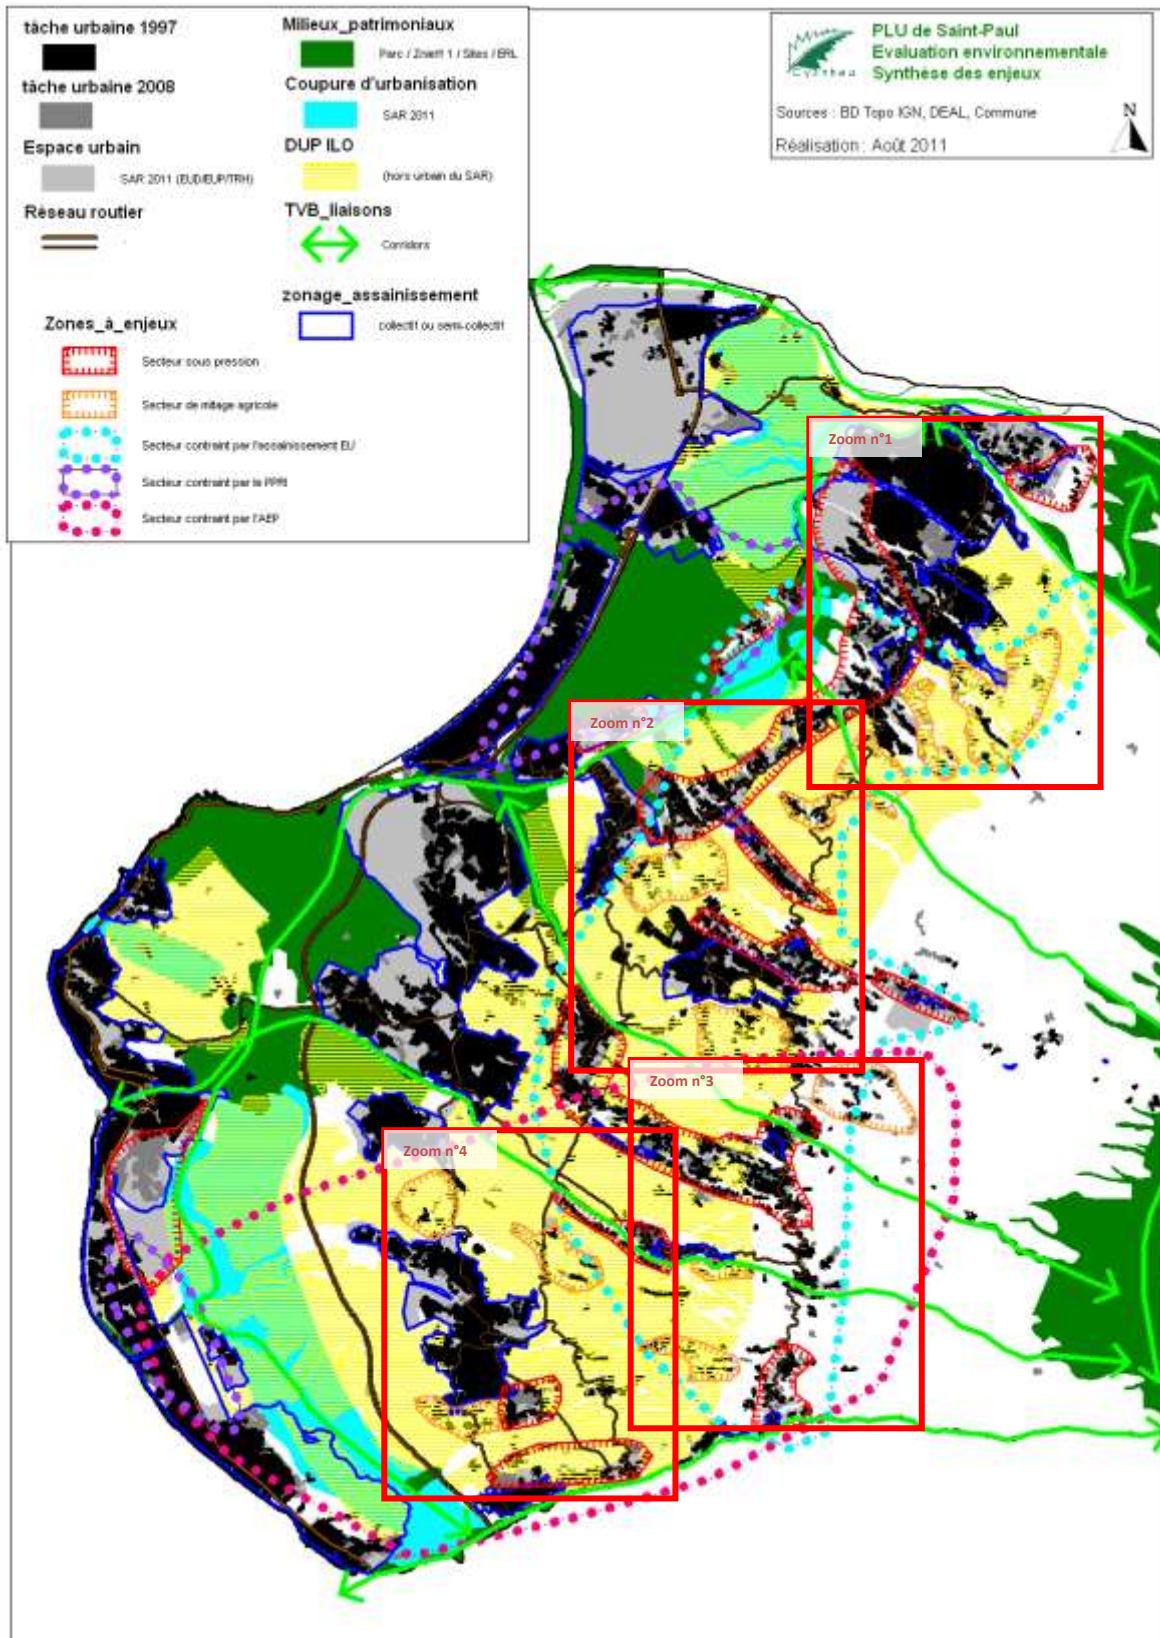 tâche urbaine 1997
tâche urbaine 2008
Espace urbain
SAR 2011 (EUD/EUP/TRH)
Réseau routier
Milieux_patrimoniaux
Parc / Znieff 1 / Sites / ERL
Coupure d'urbanisation
SAR 2011
DUP ILO
(hors urbain du SAR)
TVB_liaisons
Corridors
zonage_assainissement
collectif ou semi-collectif
Zones_à_enjeux
Secteur sous pression
Secteur de mitage agricole
Secteur contraint par l'assainissement EU
Secteur contraint par le PPRI
Secteur contraint par l'AEP
PLU de Saint-Paul
Evaluation environnementale
Synthèse des enjeux
Cynthea
Sources : BD Topo IGN, DEAL, Commune
Réalisation : Août 2011
N
Zoom n°1
Zoom n°2
Zoom n°3
Zoom n°4